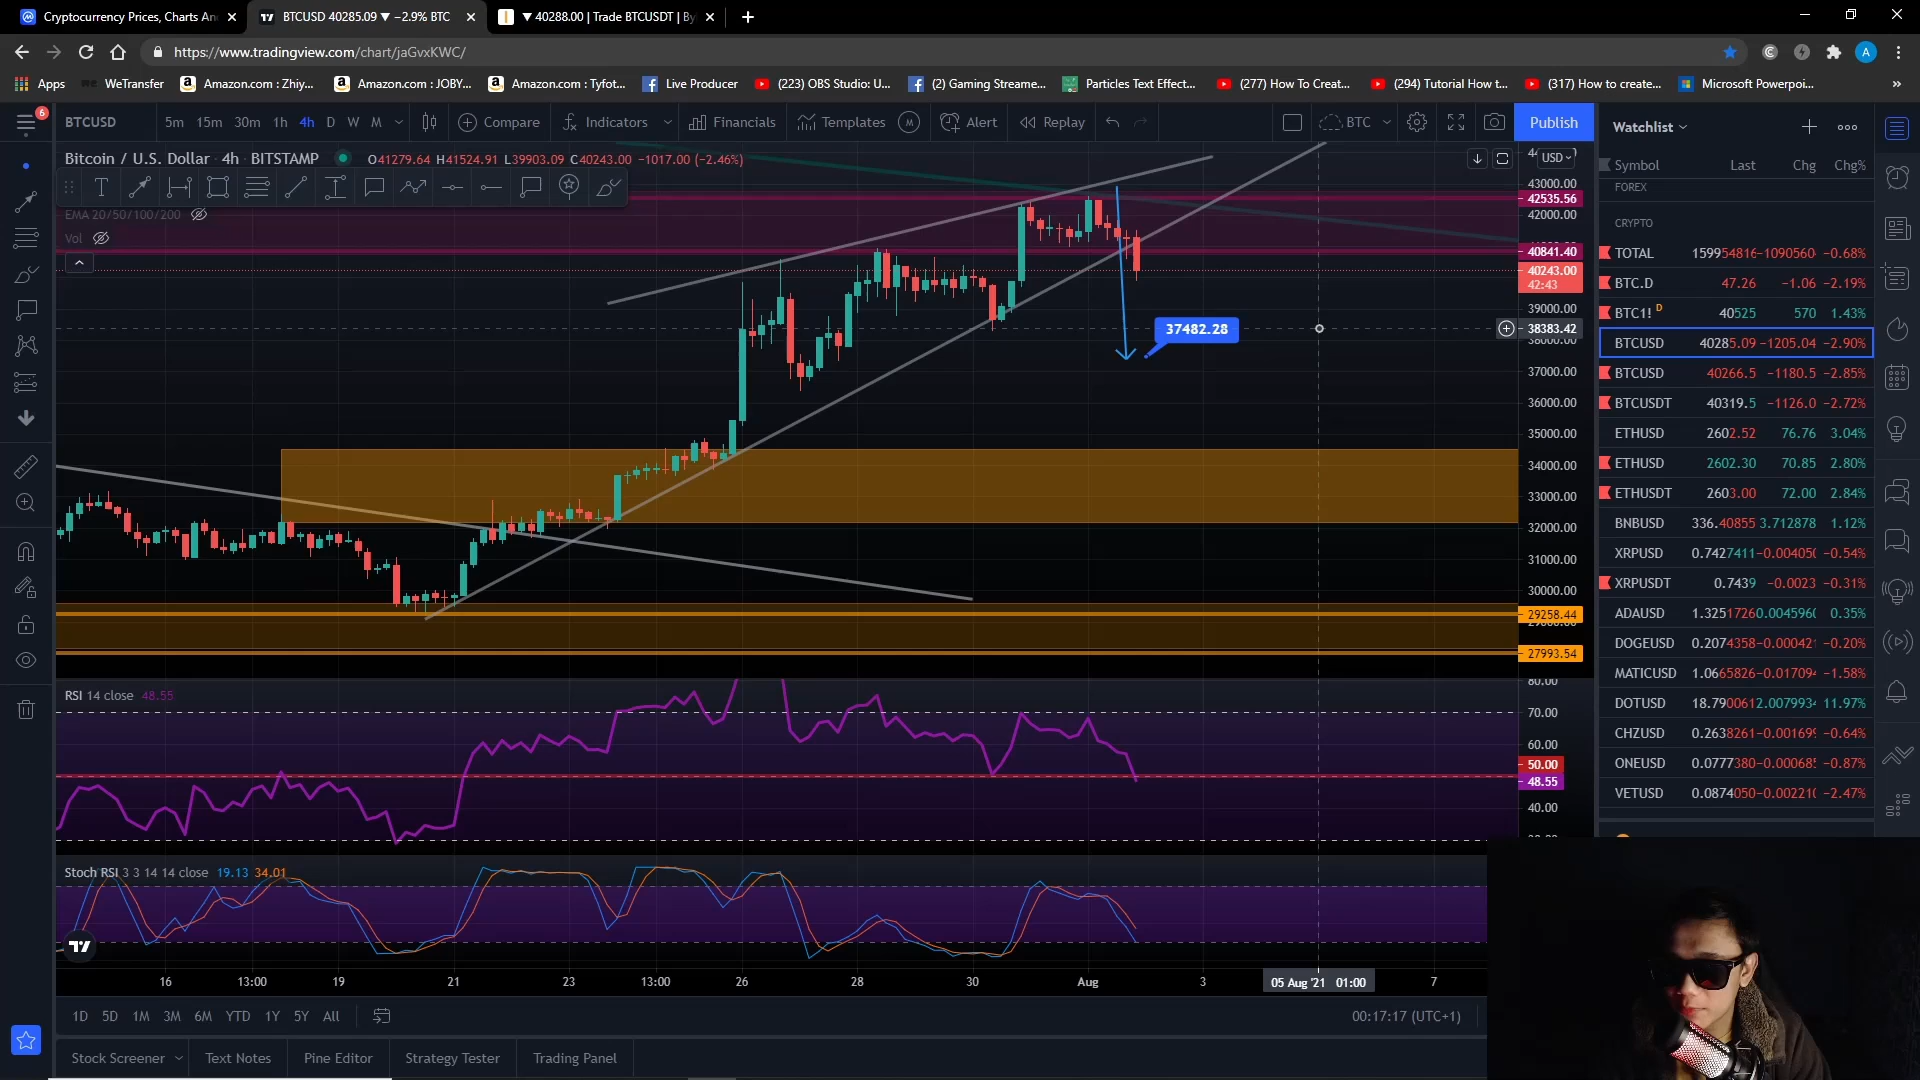 Cryptocurrency Prices, Charts An
BTCUSD 40285.09 ▼ −2.9% BTC
▼ 40288.00 | Trade BTCUSDT | By
https://www.tradingview.com/chart/jaGvxKWC/
A
Apps
WeTransfer
Amazon.com : Zhiy...
Amazon.com : JOBY...
Amazon.com : Tyfot...
Live Producer
(223) OBS Studio: U...
(2) Gaming Streame...
Particles Text Effect...
(277) How To Creat...
(294) Tutorial How t...
(317) How to create...
Microsoft Powerpoi...
6
BTCUSD
5m 15m 30m 1h 4h D W M
Compare
Indicators
Financials
Templates
Alert
Replay
BTC
Publish
Bitcoin / U.S. Dollar 4h BITSTAMP
O41279.64 H41524.91 L39903.09 C40243.00 −1017.00 (−2.46%)
EMA 20/50/100/200
Vol
USD
43000.00
42535.56
42000.00
40841.40
40243.00
42:43
39000.00
38383.42
38000.00
37000.00
36000.00
35000.00
34000.00
33000.00
32000.00
31000.00
30000.00
29258.44
29000.00
27993.54
37482.28
RSI 14 close 48.55
80.00
70.00
60.00
50.00
48.55
40.00
Stoch RSI 3 3 14 14 close 19.13 34.01
16 13:00 19 21 23 13:00 26 28 30 Aug 3 05 Aug '21 01:00 7
1D 5D 1M 3M 6M YTD 1Y 5Y All
00:17:17 (UTC+1)
Stock Screener
Text Notes
Pine Editor
Strategy Tester
Trading Panel
Watchlist
Symbol Last Chg Chg%
FOREX
CRYPTO
TOTAL 159954816 −1090560 −0.68%
BTC.D 47.26 −1.06 −2.19%
BTC1! D 40525 570 1.43%
BTCUSD 40285.09 −1205.04 −2.90%
BTCUSD 40266.5 −1180.5 −2.85%
BTCUSDT 40319.5 −1126.0 −2.72%
ETHUSD 2602.52 76.76 3.04%
ETHUSD 2602.30 70.85 2.80%
ETHUSDT 2603.00 72.00 2.84%
BNBUSD 336.40855 3.712878 1.12%
XRPUSD 0.7427411 −0.00405 −0.54%
XRPUSDT 0.7439 −0.0023 −0.31%
ADAUSD 1.3251726 0.004596 0.35%
DOGEUSD 0.2074358 −0.00042 −0.20%
MATICUSD 1.0665826 −0.01709 −1.58%
DOTUSD 18.790061 2.007993 11.97%
CHZUSD 0.2638261 −0.00169 −0.64%
ONEUSD 0.0777380 −0.00068 −0.87%
VETUSD 0.0874050 −0.00221 −2.47%